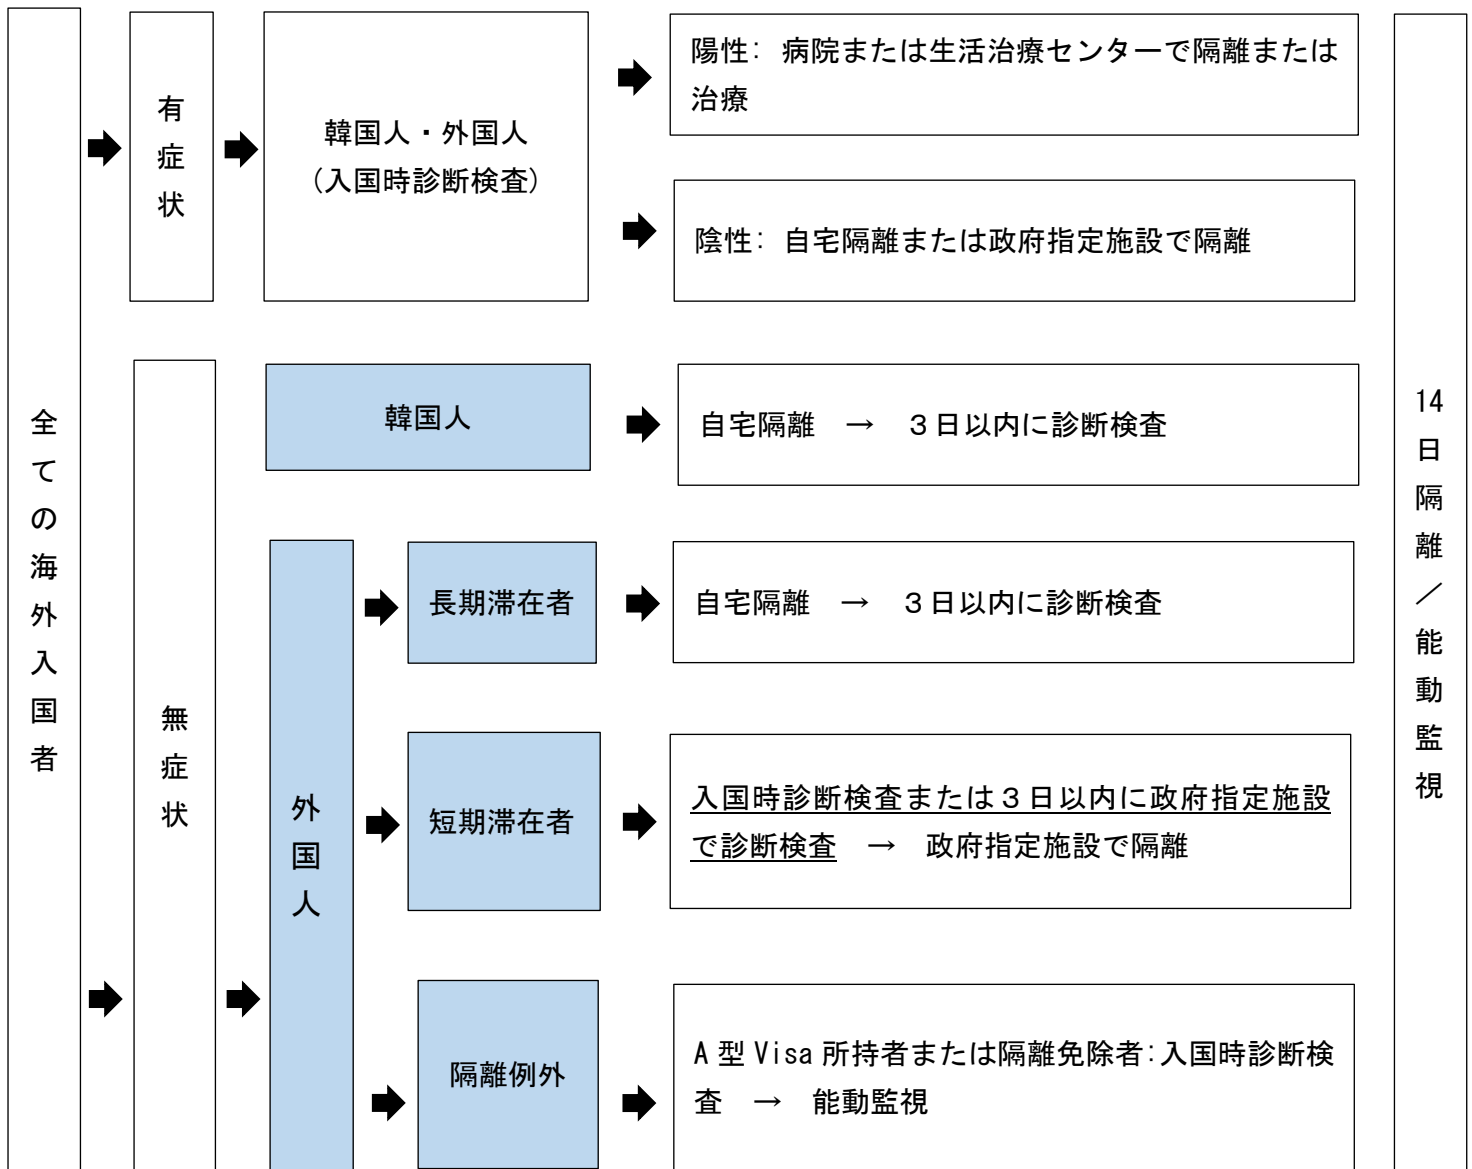 全ての海外入国者
有症状
韓国人・外国人
(入国時診断検査)
陽性: 病院または生活治療センターで隔離または
治療
陰性: 自宅隔離または政府指定施設で隔離
無症状
韓国人
自宅隔離 → 3日以内に診断検査
外国人
長期滞在者
自宅隔離 → 3日以内に診断検査
短期滞在者
入国時診断検査または3日以内に政府指定施設
で診断検査 → 政府指定施設で隔離
隔離例外
A型Visa所持者または隔離免除者:入国時診断検
査 → 能動監視
14日隔離/能動監視